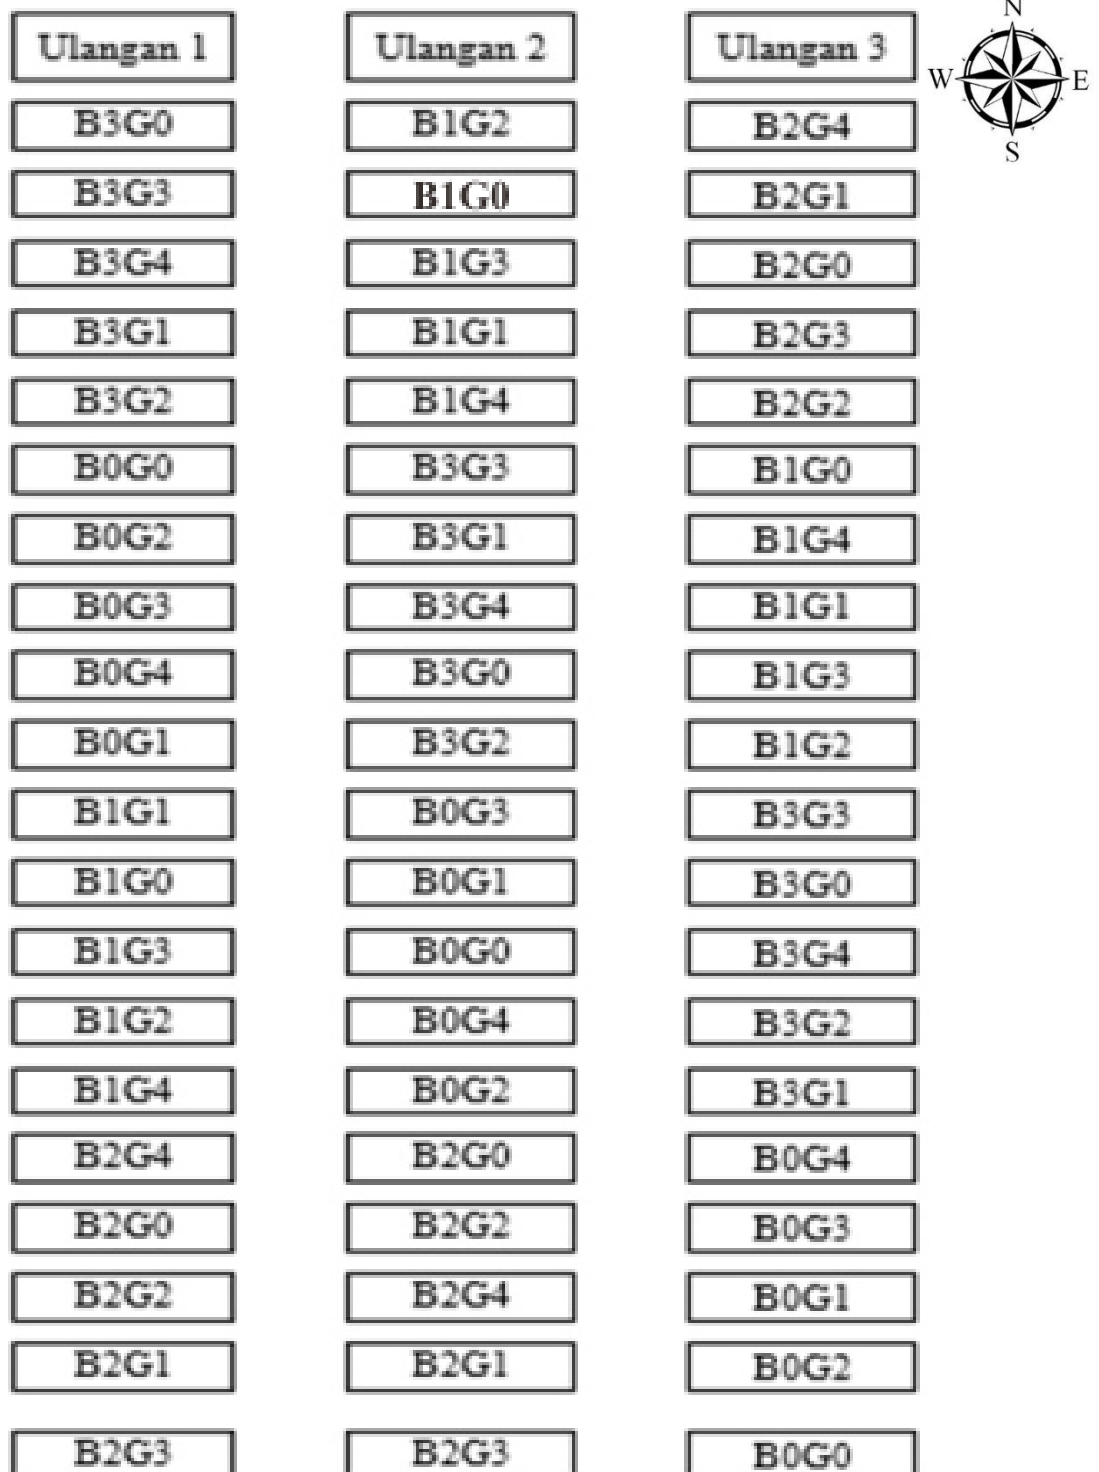 N
Ulangan 1 Ulangan 2 Ulangan 3
W E
B3G0 B1G2 B2G4
S
B3G3 B1G0 B2G1
B3G4 B1G3 B2G0
B3G1 B1G1 B2G3
B3G2 B1G4 B2G2
B0G0 B3G3 B1G0
B0G2 B3G1 B1G4
B0G3 B3G4 B1G1
B0G4 B3G0 B1G3
B0G1 B3G2 B1G2
B1G1 B0G3 B3G3
B1G0 B0G1 B3G0
B1G3 B0G0 B3G4
B1G2 B0G4 B3G2
B1G4 B0G2 B3G1
B2G4 B2G0 B0G4
B2G0 B2G2 B0G3
B2G2 B2G4 B0G1
B2G1 B2G1 B0G2
B2G3 B2G3 B0G0